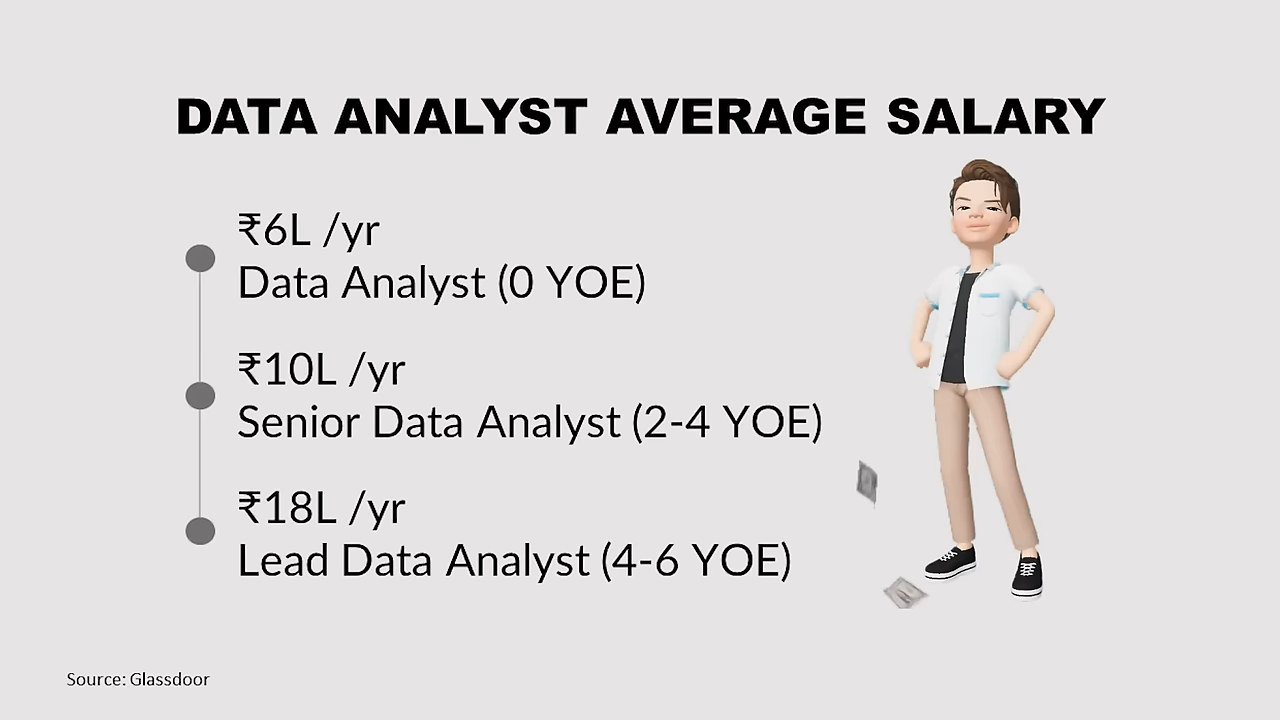 DATA ANALYST AVERAGE SALARY
₹6L /yr
Data Analyst (0 YOE)
₹10L /yr
Senior Data Analyst (2-4 YOE)
₹18L /yr
Lead Data Analyst (4-6 YOE)
Source: Glassdoor